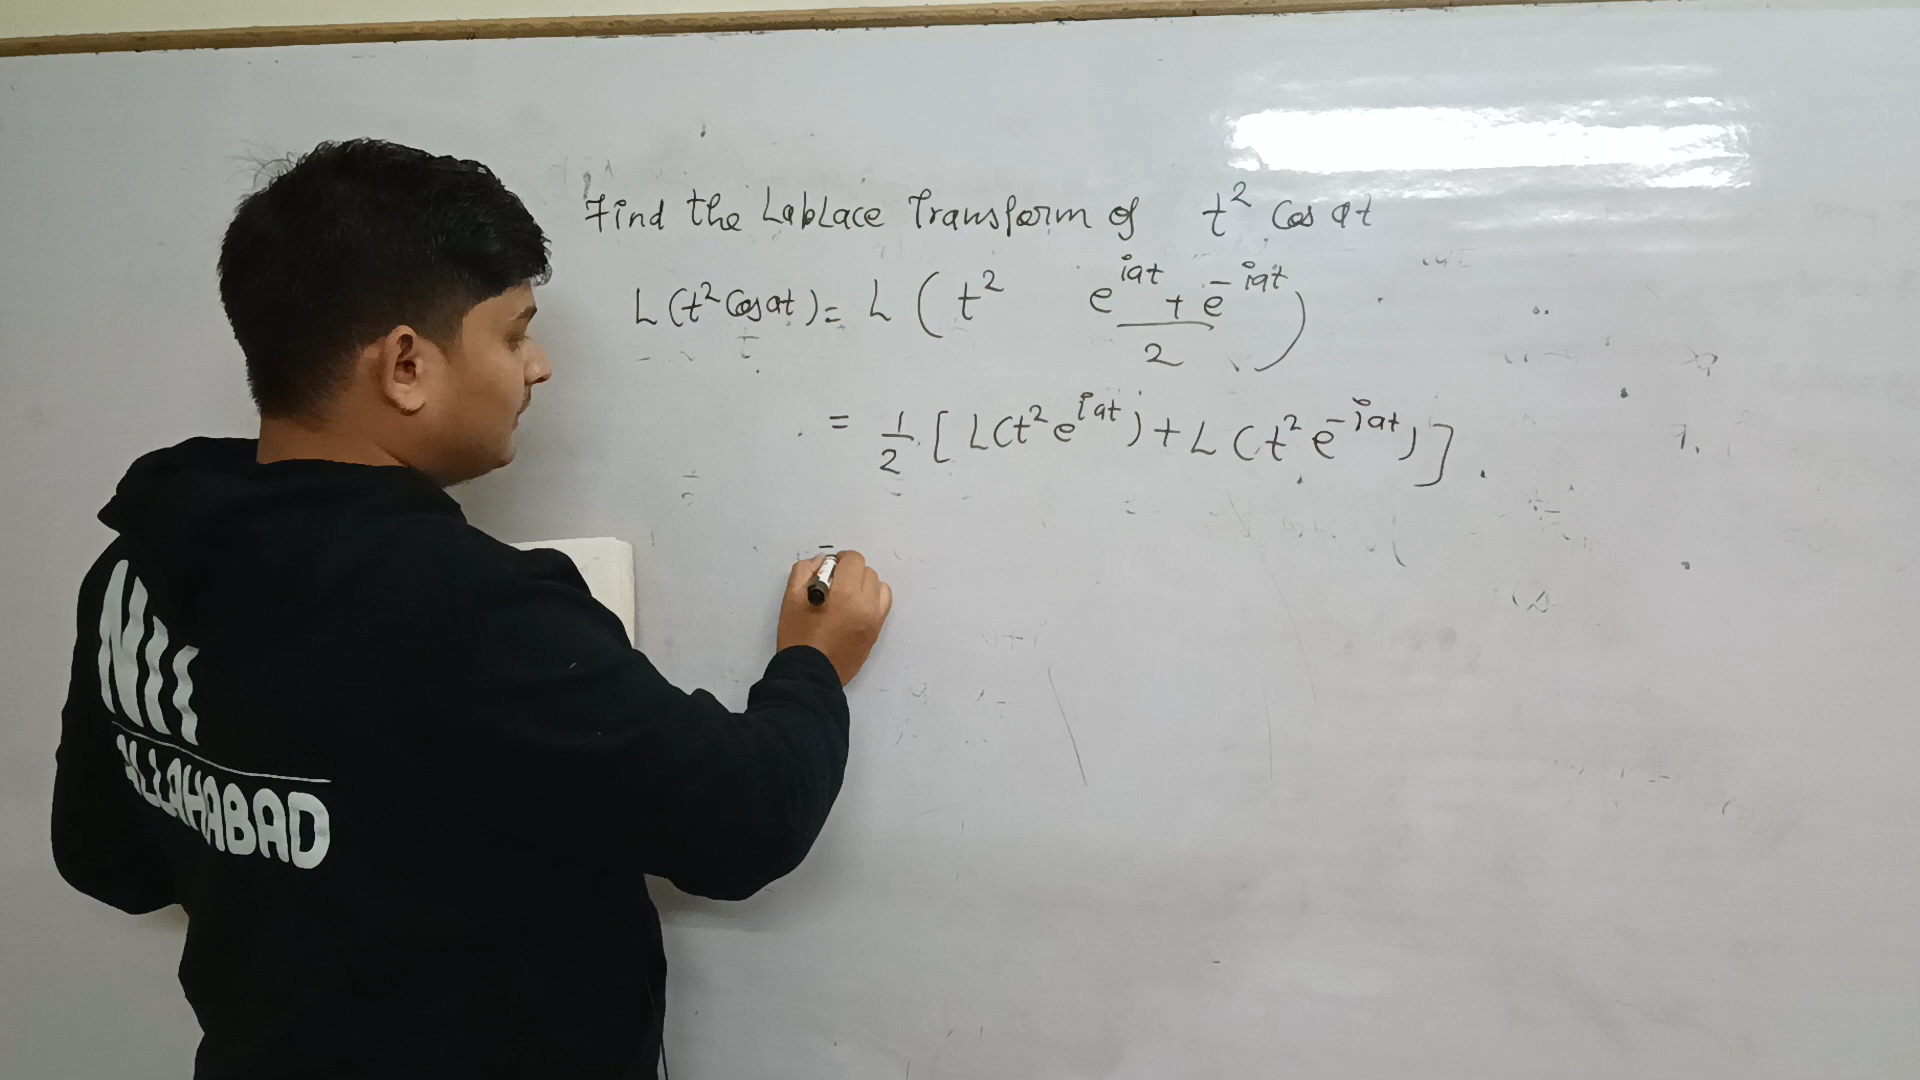 Find the Lablace Transform of t² Cos at
L(t² Cos at) = L ( t² (e^{iat} + e^{-iat})/2 )
= 1/2 [ L(t² e^{iat}) + L(t² e^{-iat}) ]
ALLAHABAD